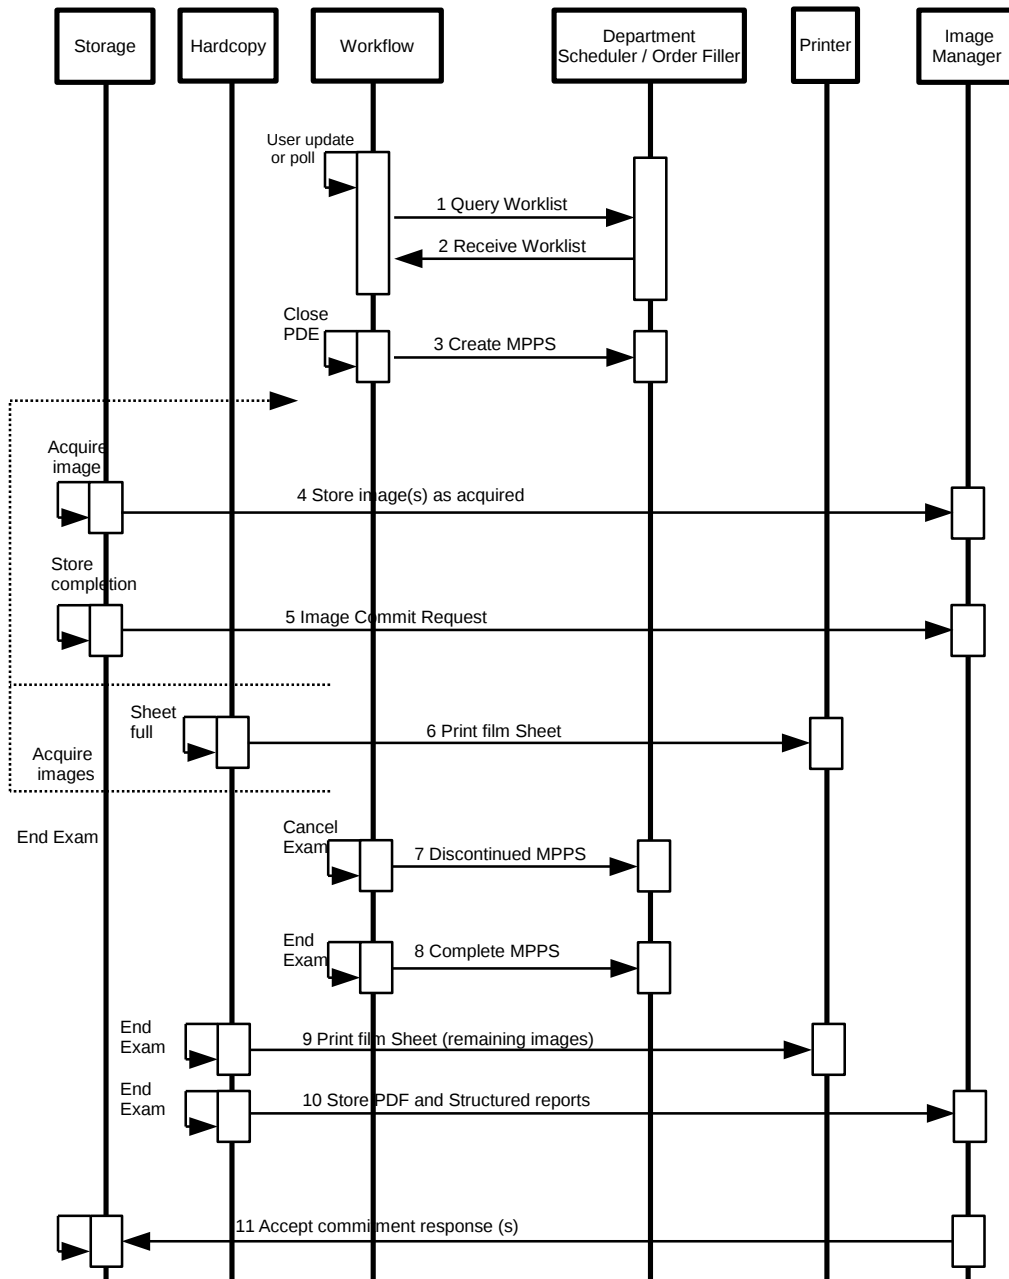 Storage
Hardcopy
Workflow
Department
Scheduler / Order Filler
Printer
Image
Manager
User update
or poll
1 Query Worklist
2 Receive Worklist
Close
PDE
3 Create MPPS
Acquire
image
4 Store image(s) as acquired
Store
completion
5 Image Commit Request
Sheet
full
6 Print film Sheet
Acquire
images
End Exam
Cancel
Exam
7 Discontinued MPPS
End
Exam
8 Complete MPPS
End
Exam
9 Print film Sheet (remaining images)
End
Exam
10 Store PDF and Structured reports
11 Accept commitment response (s)